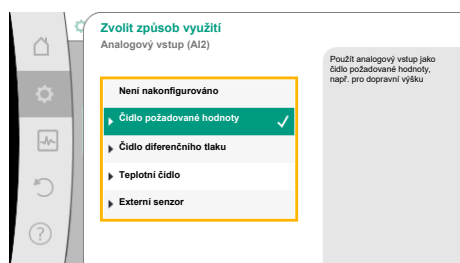 Zvolit způsob využití
Analogový vstup (AI2)
Není nakonfigurováno
Čidlo požadované hodnoty
Čidlo diferenčního tlaku
Teplotní čidlo
Externí senzor
Použít analogový vstup jako
čidlo požadované hodnoty,
např. pro dopravní výšku
?